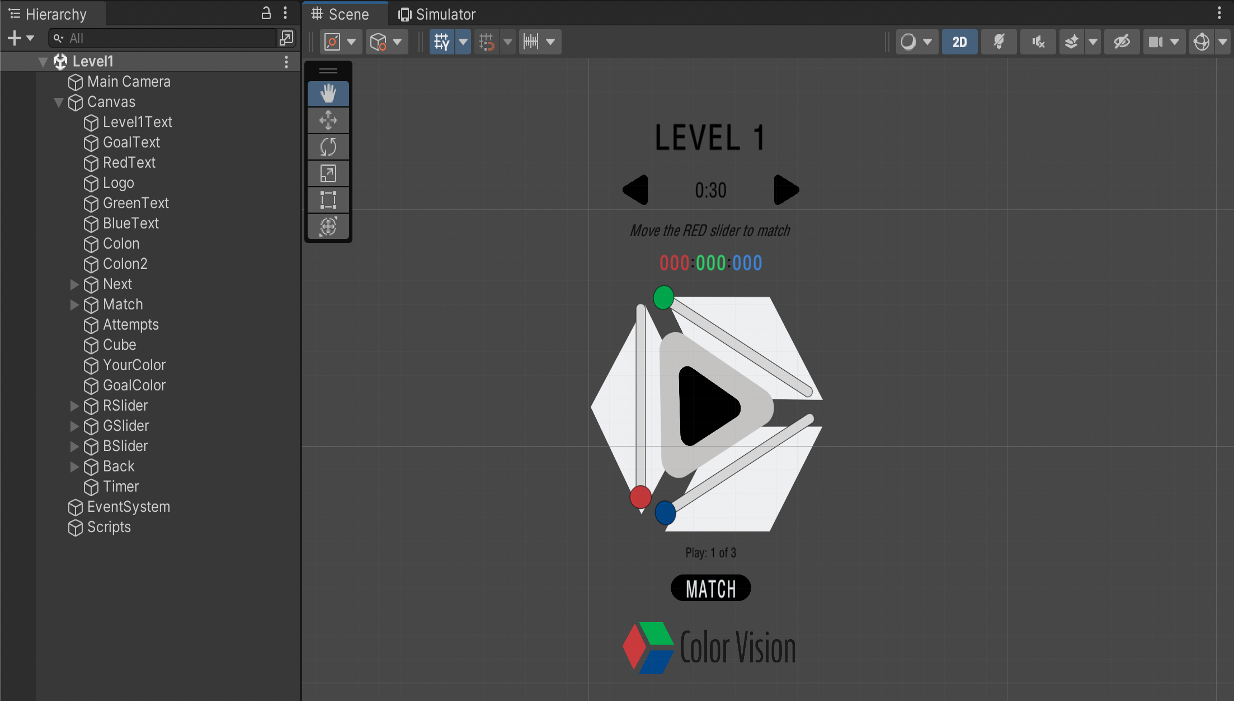 Hierarchy
All
Level1
Main Camera
Canvas
Level1Text
GoalText
RedText
Logo
GreenText
BlueText
Colon
Colon2
Next
Match
Attempts
Cube
YourColor
GoalColor
RSlider
GSlider
BSlider
Back
Timer
EventSystem
Scripts
Scene
Simulator
2D
LEVEL 1
0:30
Move the RED slider to match
000:000:000
Play: 1 of 3
MATCH
Color Vision